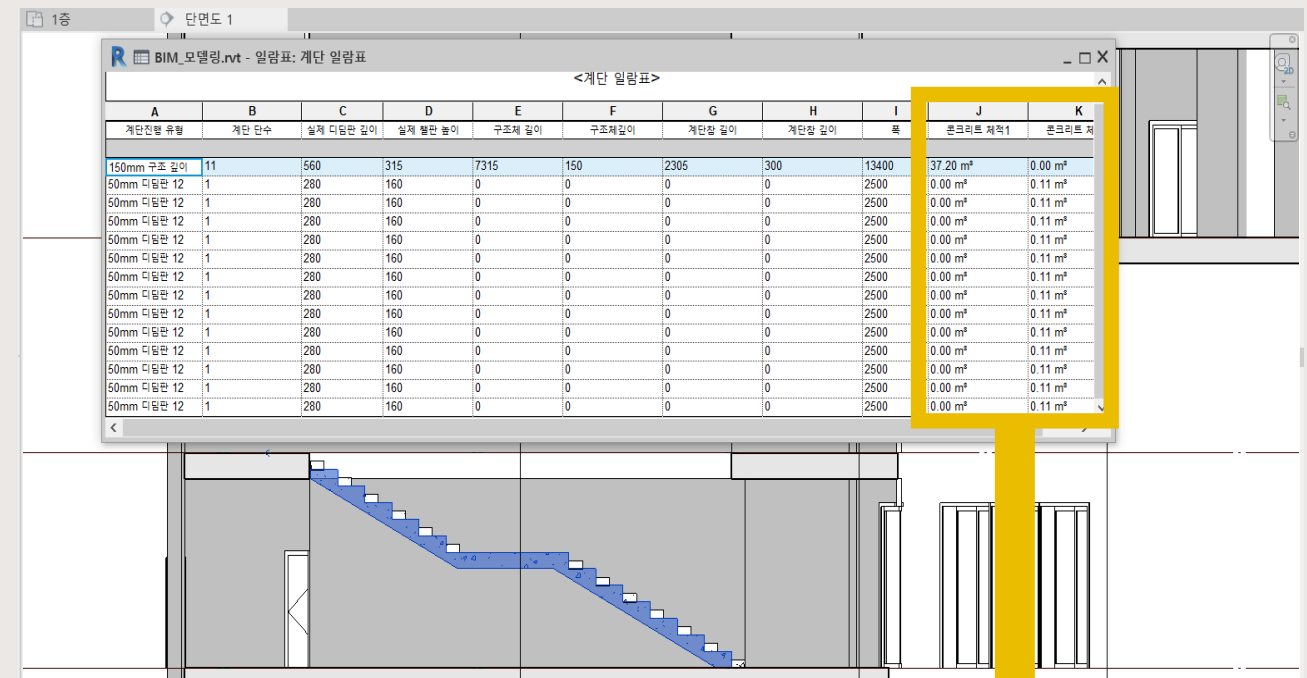 1층
단면도 1
BIM_모델링.rvt - 일람표: 계단 일람표
<계단 일람표>
A B C D E F G H I J K
계단진행 유형 계단 단수 실제 디딤판 깊이 실제 챌판 높이 구조체 길이 구조체깊이 계단참 길이 계단참 깊이 폭 콘크리트 체적1 콘크리트 체
150mm 구조 깊이 11 560 315 7315 150 2305 300 13400 37.20 m³ 0.00 m³
50mm 디딤판 12 1 280 160 0 0 0 0 2500 0.00 m³ 0.11 m³
50mm 디딤판 12 1 280 160 0 0 0 0 2500 0.00 m³ 0.11 m³
50mm 디딤판 12 1 280 160 0 0 0 0 2500 0.00 m³ 0.11 m³
50mm 디딤판 12 1 280 160 0 0 0 0 2500 0.00 m³ 0.11 m³
50mm 디딤판 12 1 280 160 0 0 0 0 2500 0.00 m³ 0.11 m³
50mm 디딤판 12 1 280 160 0 0 0 0 2500 0.00 m³ 0.11 m³
50mm 디딤판 12 1 280 160 0 0 0 0 2500 0.00 m³ 0.11 m³
50mm 디딤판 12 1 280 160 0 0 0 0 2500 0.00 m³ 0.11 m³
50mm 디딤판 12 1 280 160 0 0 0 0 2500 0.00 m³ 0.11 m³
50mm 디딤판 12 1 280 160 0 0 0 0 2500 0.00 m³ 0.11 m³
50mm 디딤판 12 1 280 160 0 0 0 0 2500 0.00 m³ 0.11 m³
50mm 디딤판 12 1 280 160 0 0 0 0 2500 0.00 m³ 0.11 m³
50mm 디딤판 12 1 280 160 0 0 0 0 2500 0.00 m³ 0.11 m³
2D